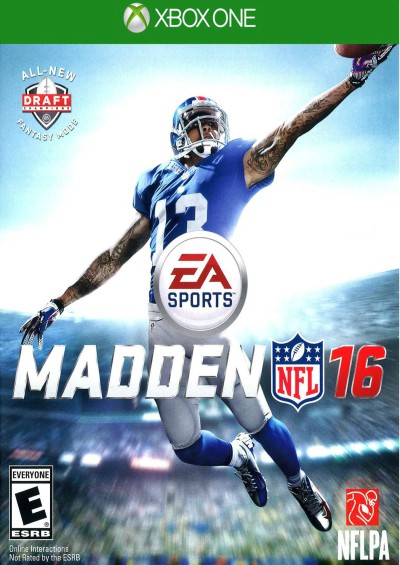 XBOX ONE
ALL-NEW
DRAFT
CHAMPIONS
FANTASY MODE
13
EA
SPORTS
MADDEN NFL 16
EVERYONE
E
ESRB
Online Interactions
Not Rated by the ESRB
NFLPA